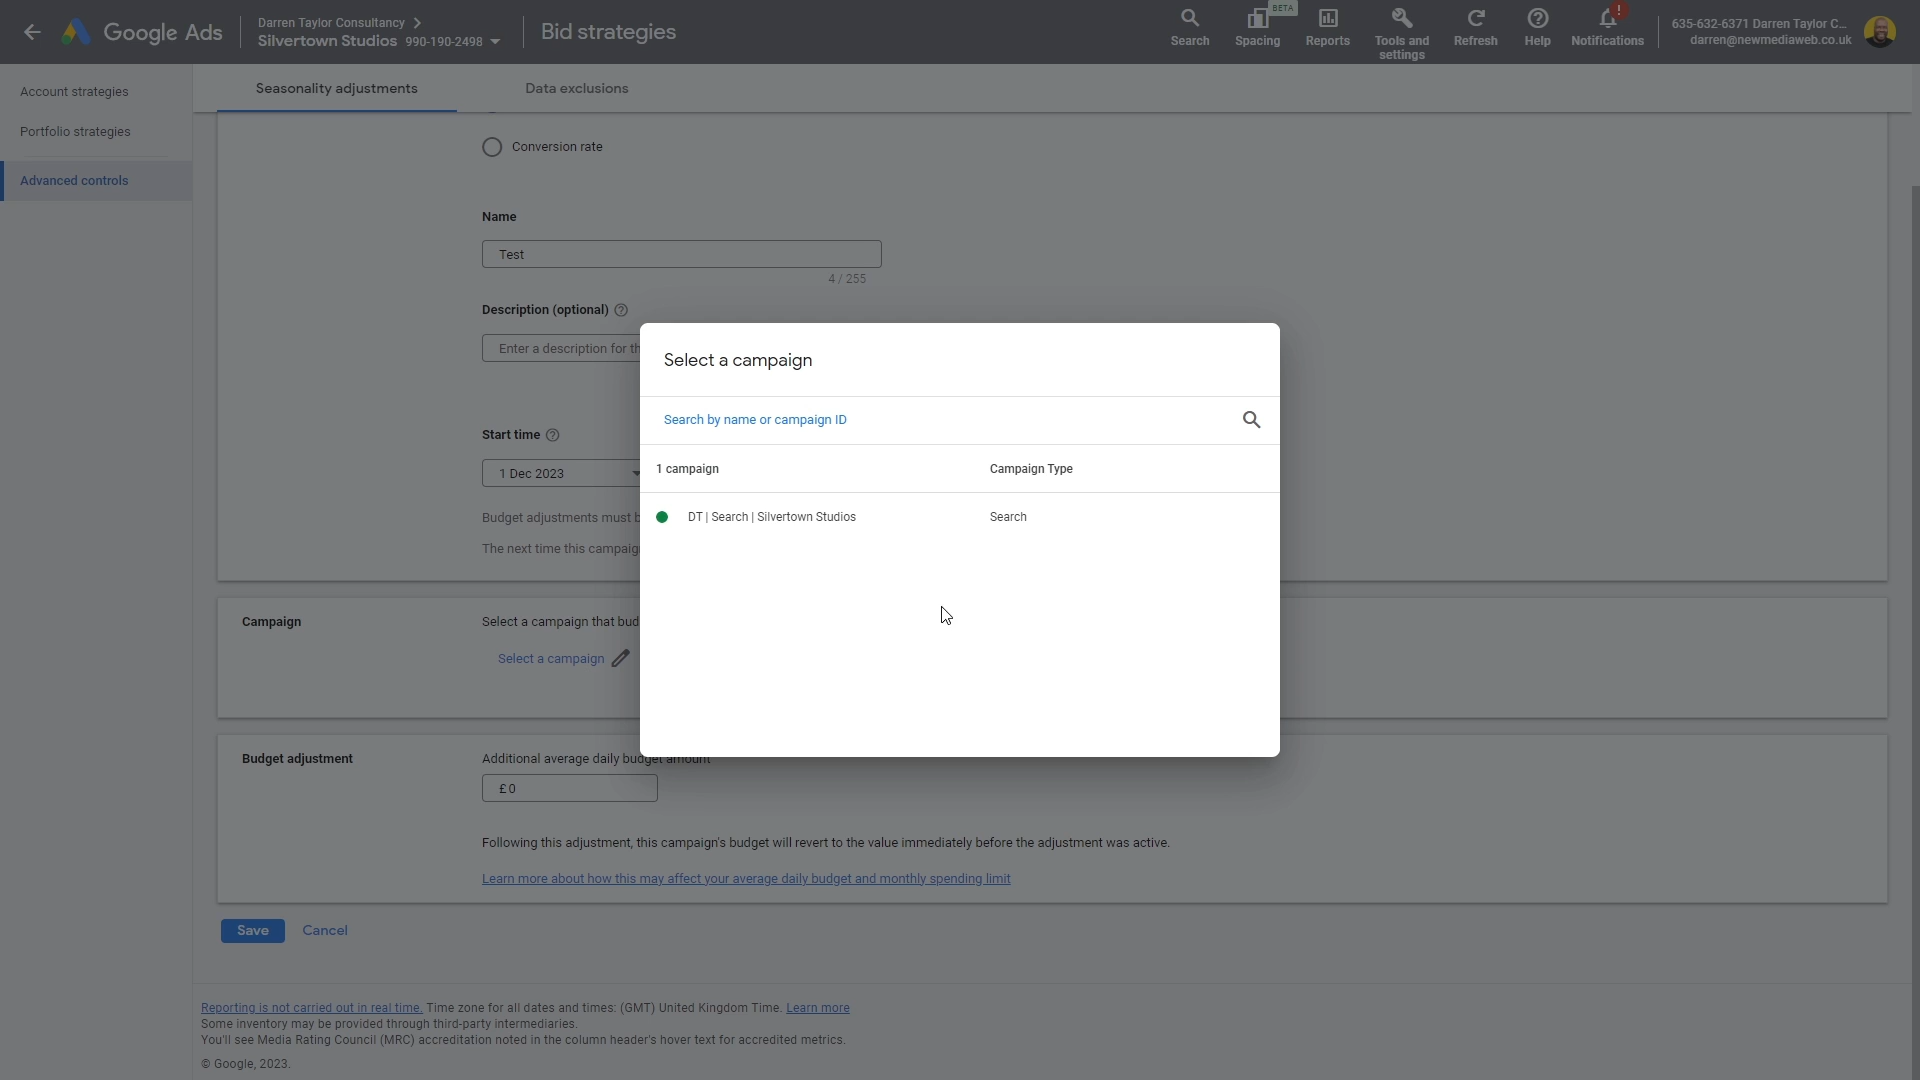 Google Ads
Darren Taylor Consultancy
Silvertown Studios 990-190-2498
Bid strategies
BETA
Search
Spacing
Reports
Tools and settings
Refresh
Help
!
Notifications
635-632-6371 Darren Taylor C...
darren@newmediaweb.co.uk
Account strategies
Portfolio strategies
Advanced controls
Seasonality adjustments
Data exclusions
Conversion rate
Name
Test
4 / 255
Description (optional) ?
Enter a description for th
Start time ?
1 Dec 2023
Budget adjustments must b
The next time this campaig
Select a campaign
Search by name or campaign ID
1 campaign
Campaign Type
DT | Search | Silvertown Studios
Search
Campaign
Select a campaign that bud
Select a campaign
Budget adjustment
Additional average daily budget amount
£ 0
Following this adjustment, this campaign's budget will revert to the value immediately before the adjustment was active.
Learn more about how this may affect your average daily budget and monthly spending limit
Save
Cancel
Reporting is not carried out in real time. Time zone for all dates and times: (GMT) United Kingdom Time. Learn more
Some inventory may be provided through third-party intermediaries.
You'll see Media Rating Council (MRC) accreditation noted in the column header's hover text for accredited metrics.
© Google, 2023.